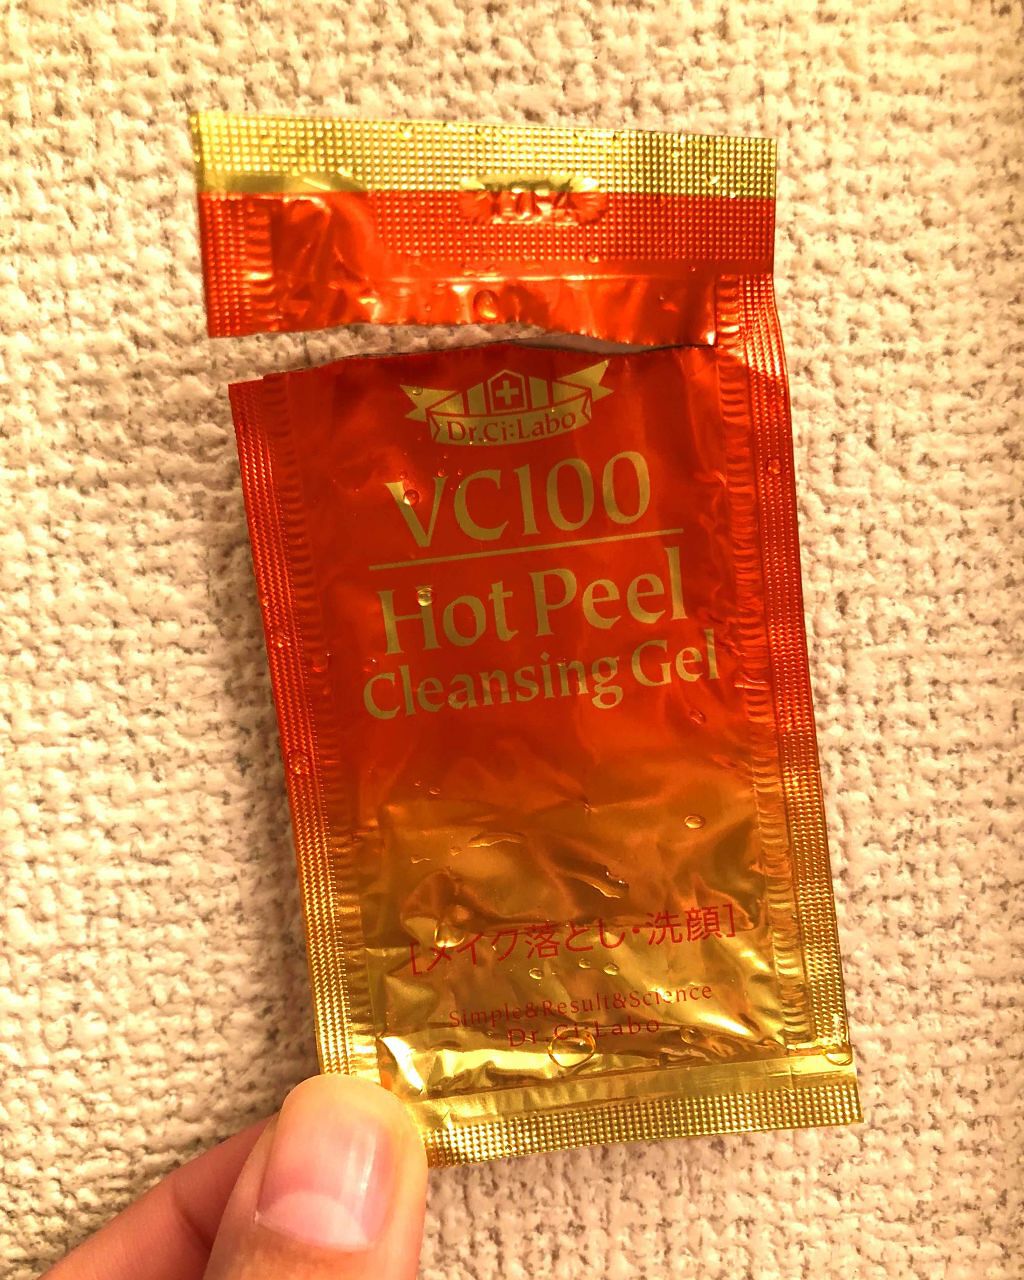 Dr.Ci:Labo
VC100
Hot Peel
Cleansing Gel
[メイク落とし・洗顔]
Simple&Result&Science
Dr.Ci:Labo